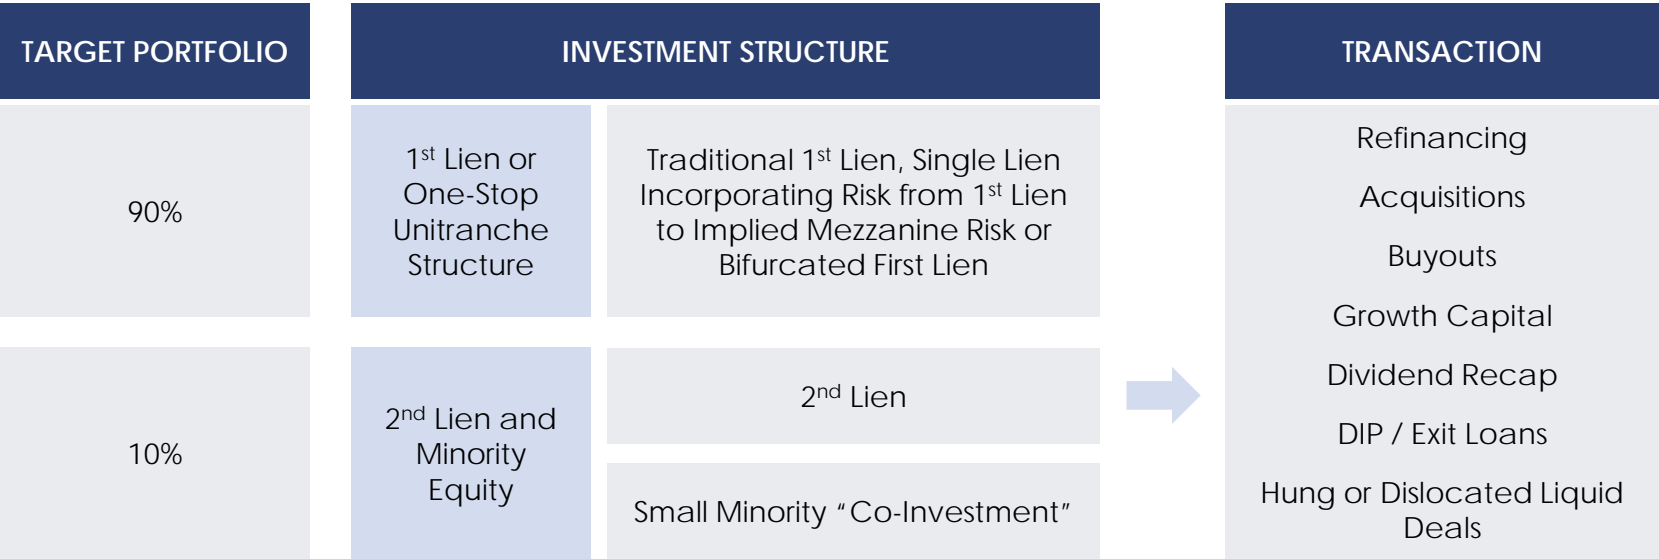 TARGET PORTFOLIO
INVESTMENT STRUCTURE
TRANSACTION
90%
1st Lien or
One-Stop
Unitranche
Structure
Traditional 1st Lien, Single Lien
Incorporating Risk from 1st Lien
to Implied Mezzanine Risk or
Bifurcated First Lien
10%
2nd Lien and
Minority
Equity
2nd Lien
Small Minority “Co-Investment”
Refinancing
Acquisitions
Buyouts
Growth Capital
Dividend Recap
DIP / Exit Loans
Hung or Dislocated Liquid
Deals